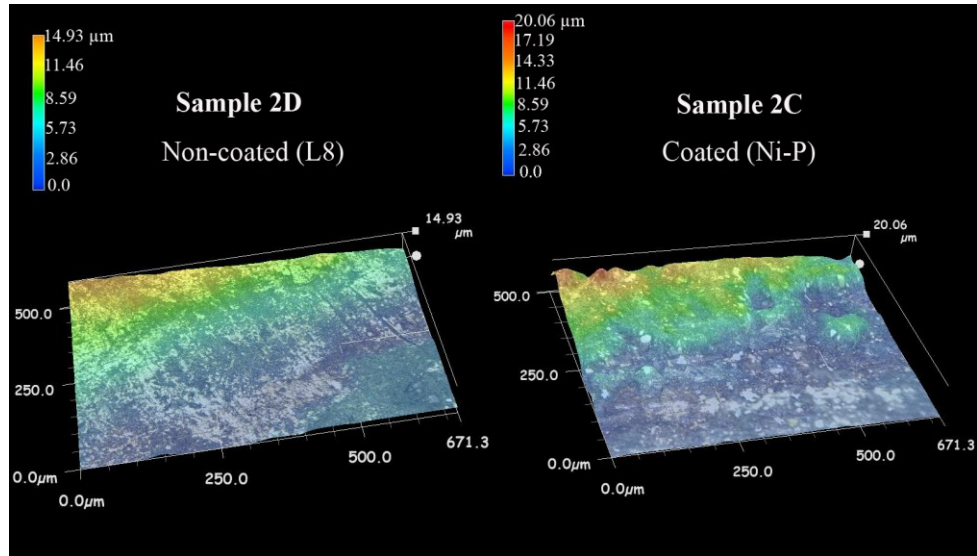 14.93 µm
11.46
8.59
5.73
2.86
0.0
Sample 2D
Non-coated (L8)
14.93
µm
500.0
250.0
0.0µm
0.0µm
250.0
500.0
671.3
20.06 µm
17.19
14.33
11.46
8.59
5.73
2.86
0.0
Sample 2C
Coated (Ni-P)
20.06
µm
500.0
250.0
0.0µm
0.0µm
250.0
500.0
671.3